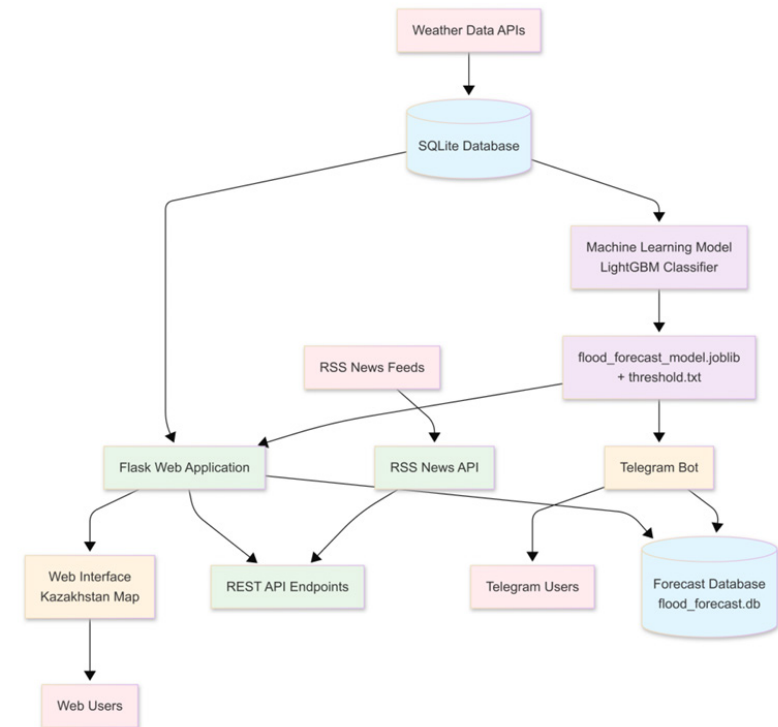 Weather Data APIs
SQLite Database
Machine Learning Model
LightGBM Classifier
flood_forecast_model.joblib
+ threshold.txt
RSS News Feeds
Flask Web Application
RSS News API
Telegram Bot
Web Interface
Kazakhstan Map
REST API Endpoints
Telegram Users
Forecast Database
flood_forecast.db
Web Users